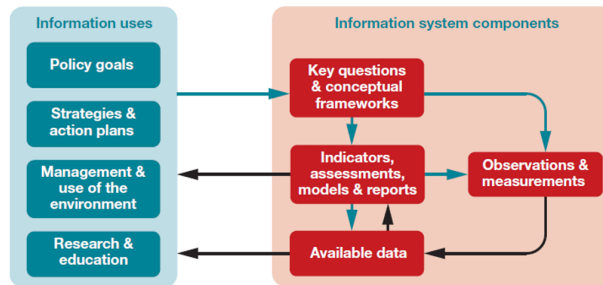 Information uses
Policy goals
Strategies &
action plans
Management &
use of the
environment
Research &
education
Information system components
Key questions
& conceptual
frameworks
Indicators,
assessments,
models & reports
Observations &
measurements
Available data